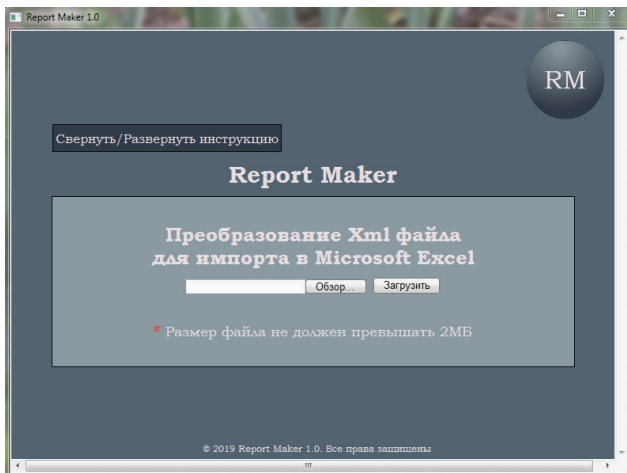 Report Maker 1.0
RM
Свернуть/Развернуть инструкцию
Report Maker
Преобразование Xml файла
для импорта в Microsoft Excel
Обзор... Загрузить
* Размер файла не должен превышать 2МБ
© 2019 Report Maker 1.0. Все права защищены